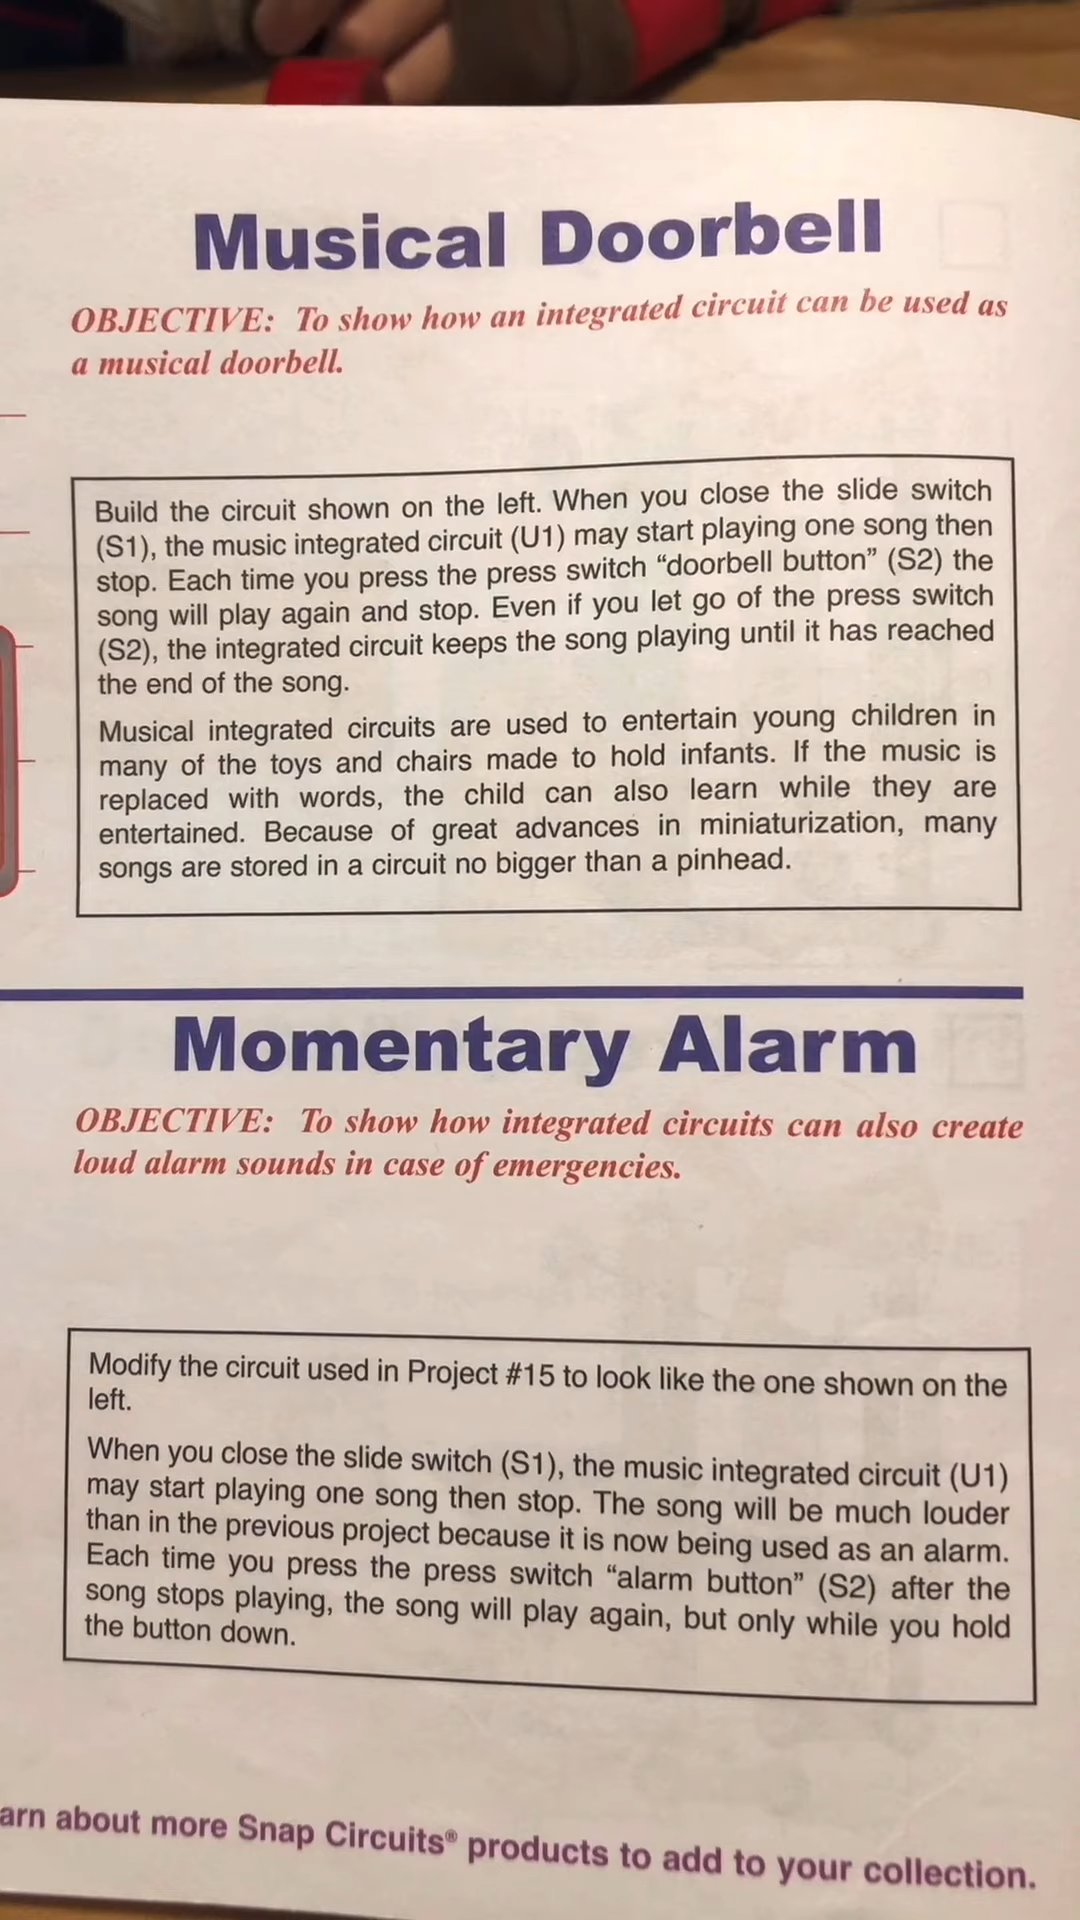 Musical Doorbell
OBJECTIVE: To show how an integrated circuit can be used as
a musical doorbell.
Build the circuit shown on the left. When you close the slide switch
(S1), the music integrated circuit (U1) may start playing one song then
stop. Each time you press the press switch “doorbell button” (S2) the
song will play again and stop. Even if you let go of the press switch
(S2), the integrated circuit keeps the song playing until it has reached
the end of the song.
Musical integrated circuits are used to entertain young children in
many of the toys and chairs made to hold infants. If the music is
replaced with words, the child can also learn while they are
entertained. Because of great advances in miniaturization, many
songs are stored in a circuit no bigger than a pinhead.
Momentary Alarm
OBJECTIVE: To show how integrated circuits can also create
loud alarm sounds in case of emergencies.
Modify the circuit used in Project #15 to look like the one shown on the
left.
When you close the slide switch (S1), the music integrated circuit (U1)
may start playing one song then stop. The song will be much louder
than in the previous project because it is now being used as an alarm.
Each time you press the press switch “alarm button” (S2) after the
song stops playing, the song will play again, but only while you hold
the button down.
arn about more Snap Circuits® products to add to your collection.